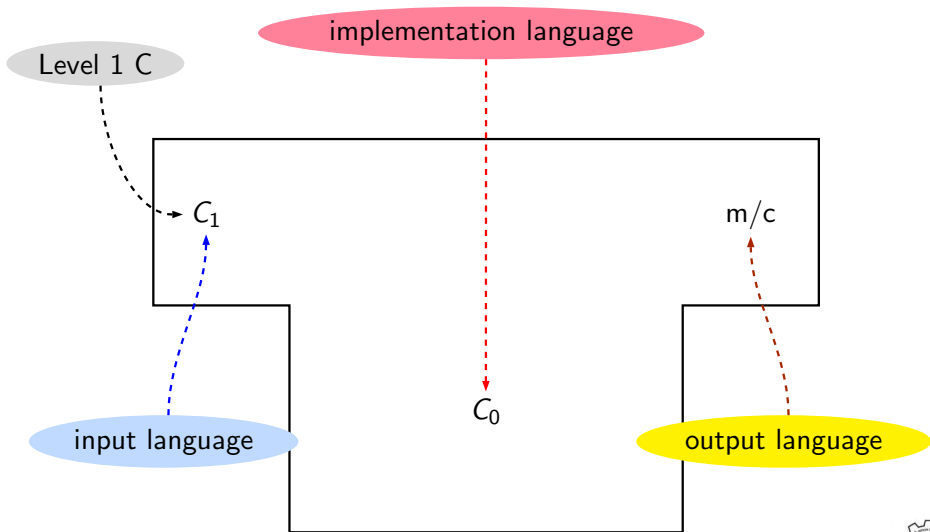 implementation language
Level 1 C
C₁
m/c
C₀
input language
output language